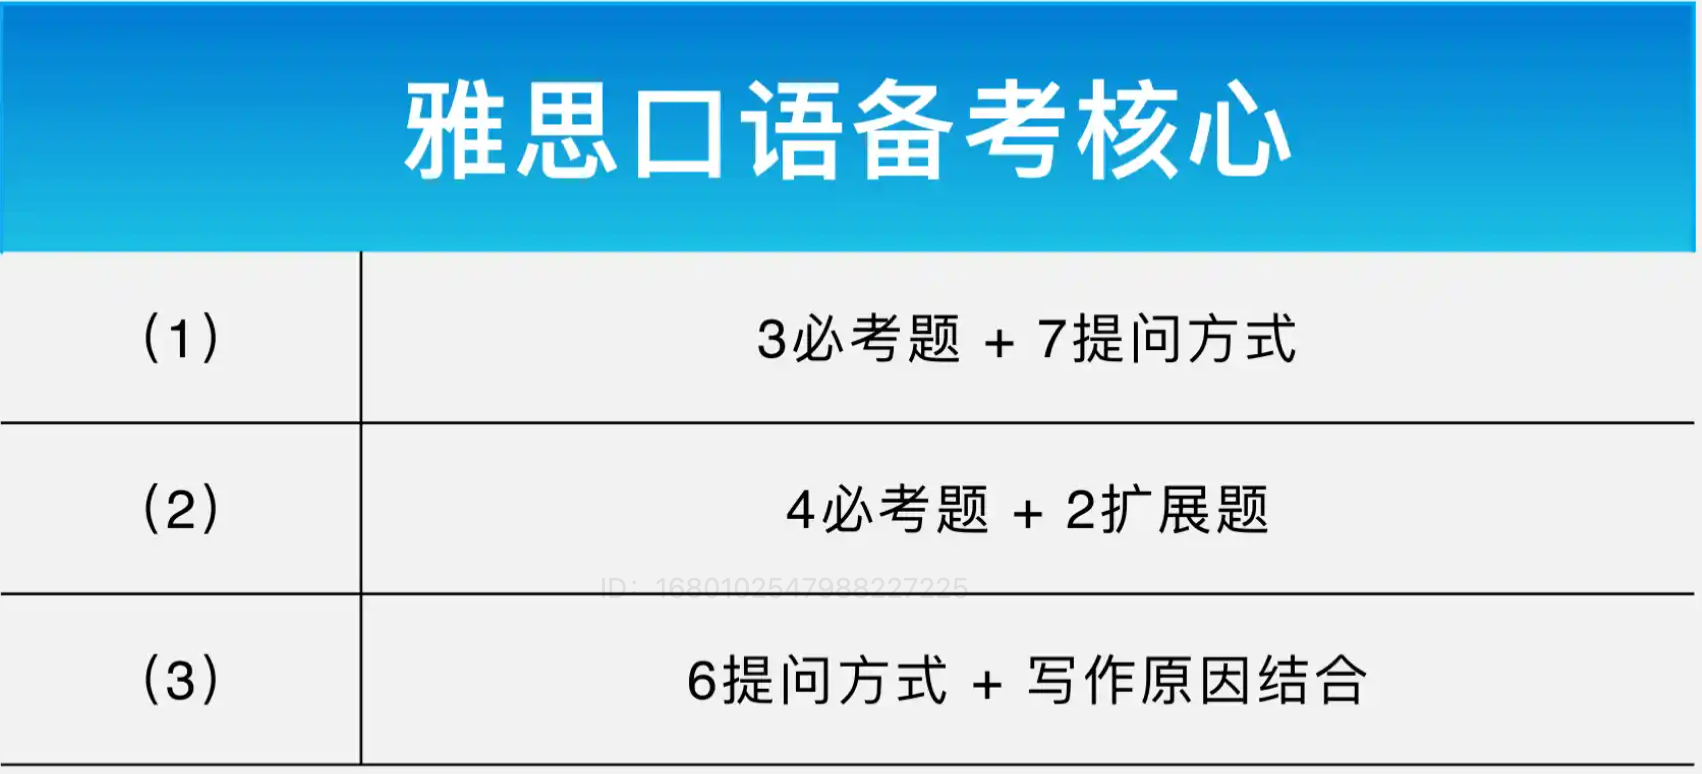 雅思口语备考核心
（1） 3必考题 + 7提问方式
（2） 4必考题 + 2扩展题
ID：1680102547988227225
（3） 6提问方式 + 写作原因结合